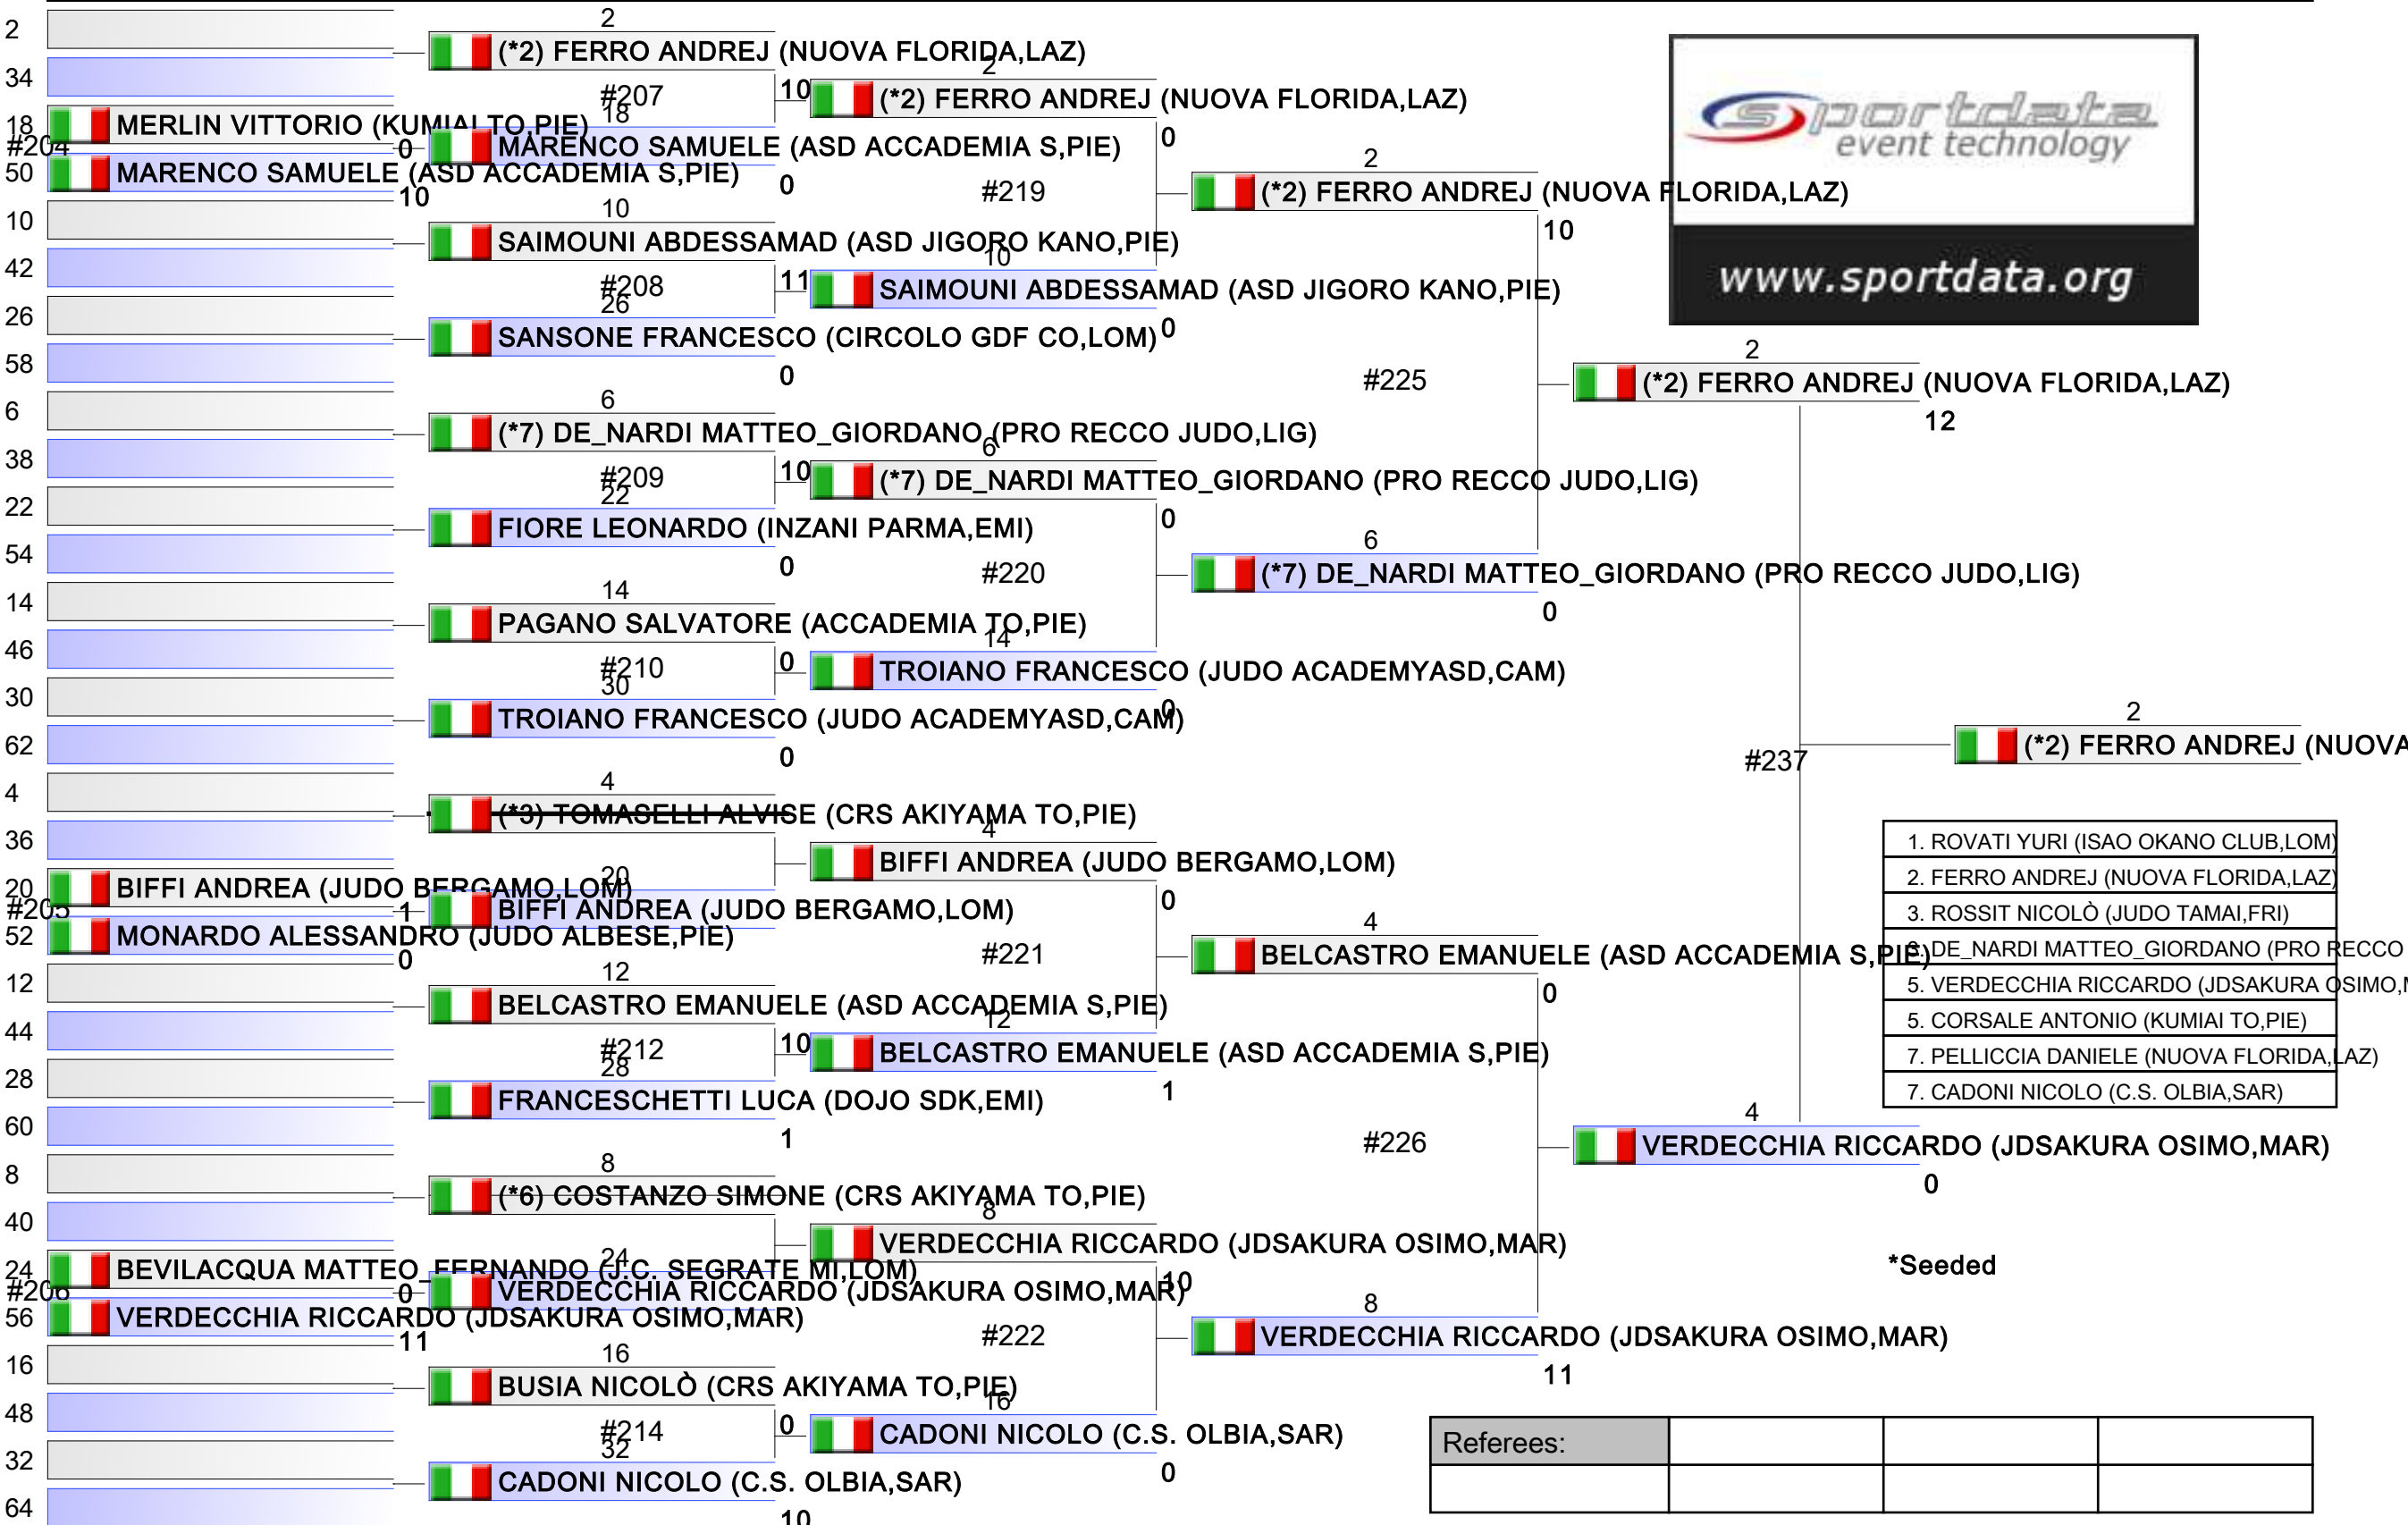 2
34
18
#204
50
10
42
26
58
6
38
22
54
14
46
30
62
4
36
20
#205
52
12
44
28
60
8
40
24
#206
56
16
48
32
64
MERLIN VITTORIO (KUMIAI TO,PIE)
0
MARENCO SAMUELE (ASD ACCADEMIA S,PIE)
10
BIFFI ANDREA (JUDO BERGAMO,LOM)
1
MONARDO ALESSANDRO (JUDO ALBESE,PIE)
0
BEVILACQUA MATTEO_FERNANDO (J.C. SEGRATE MI,LOM)
0
VERDECCHIA RICCARDO (JDSAKURA OSIMO,MAR)
11
2
(*2) FERRO ANDREJ (NUOVA FLORIDA,LAZ)
#207
10
18
MARENCO SAMUELE (ASD ACCADEMIA S,PIE)
0
10
SAIMOUNI ABDESSAMAD (ASD JIGORO KANO,PIE)
#208
11
26
SANSONE FRANCESCO (CIRCOLO GDF CO,LOM)
0
6
(*7) DE_NARDI MATTEO_GIORDANO (PRO RECCO JUDO,LIG)
#209
10
22
FIORE LEONARDO (INZANI PARMA,EMI)
0
14
PAGANO SALVATORE (ACCADEMIA TO,PIE)
#210
0
30
TROIANO FRANCESCO (JUDO ACADEMYASD,CAM)
0
4
(*3) TOMASELLI ALVISE (CRS AKIYAMA TO,PIE)
20
BIFFI ANDREA (JUDO BERGAMO,LOM)
12
BELCASTRO EMANUELE (ASD ACCADEMIA S,PIE)
#212
10
28
FRANCESCHETTI LUCA (DOJO SDK,EMI)
1
8
(*6) COSTANZO SIMONE (CRS AKIYAMA TO,PIE)
24
VERDECCHIA RICCARDO (JDSAKURA OSIMO,MAR)
16
BUSIA NICOLÒ (CRS AKIYAMA TO,PIE)
#214
0
32
CADONI NICOLO (C.S. OLBIA,SAR)
10
2
(*2) FERRO ANDREJ (NUOVA FLORIDA,LAZ)
0
#219
10
SAIMOUNI ABDESSAMAD (ASD JIGORO KANO,PIE)
0
6
(*7) DE_NARDI MATTEO_GIORDANO (PRO RECCO JUDO,LIG)
0
#220
14
TROIANO FRANCESCO (JUDO ACADEMYASD,CAM)
0
4
BIFFI ANDREA (JUDO BERGAMO,LOM)
0
#221
12
BELCASTRO EMANUELE (ASD ACCADEMIA S,PIE)
1
8
VERDECCHIA RICCARDO (JDSAKURA OSIMO,MAR)
10
#222
16
CADONI NICOLO (C.S. OLBIA,SAR)
0
2
(*2) FERRO ANDREJ (NUOVA FLORIDA,LAZ)
10
#225
6
(*7) DE_NARDI MATTEO_GIORDANO (PRO RECCO JUDO,LIG)
0
4
BELCASTRO EMANUELE (ASD ACCADEMIA S,PIE)
0
#226
8
VERDECCHIA RICCARDO (JDSAKURA OSIMO,MAR)
11
sportdata
event technology
www.sportdata.org
2
(*2) FERRO ANDREJ (NUOVA FLORIDA,LAZ)
12
#237
4
VERDECCHIA RICCARDO (JDSAKURA OSIMO,MAR)
0
2
(*2) FERRO ANDREJ (NUOVA
1. ROVATI YURI (ISAO OKANO CLUB,LOM)
2. FERRO ANDREJ (NUOVA FLORIDA,LAZ)
3. ROSSIT NICOLÒ (JUDO TAMAI,FRI)
3. DE_NARDI MATTEO_GIORDANO (PRO RECCO
5. VERDECCHIA RICCARDO (JDSAKURA OSIMO,
5. CORSALE ANTONIO (KUMIAI TO,PIE)
7. PELLICCIA DANIELE (NUOVA FLORIDA,LAZ)
7. CADONI NICOLO (C.S. OLBIA,SAR)
*Seeded
Referees: